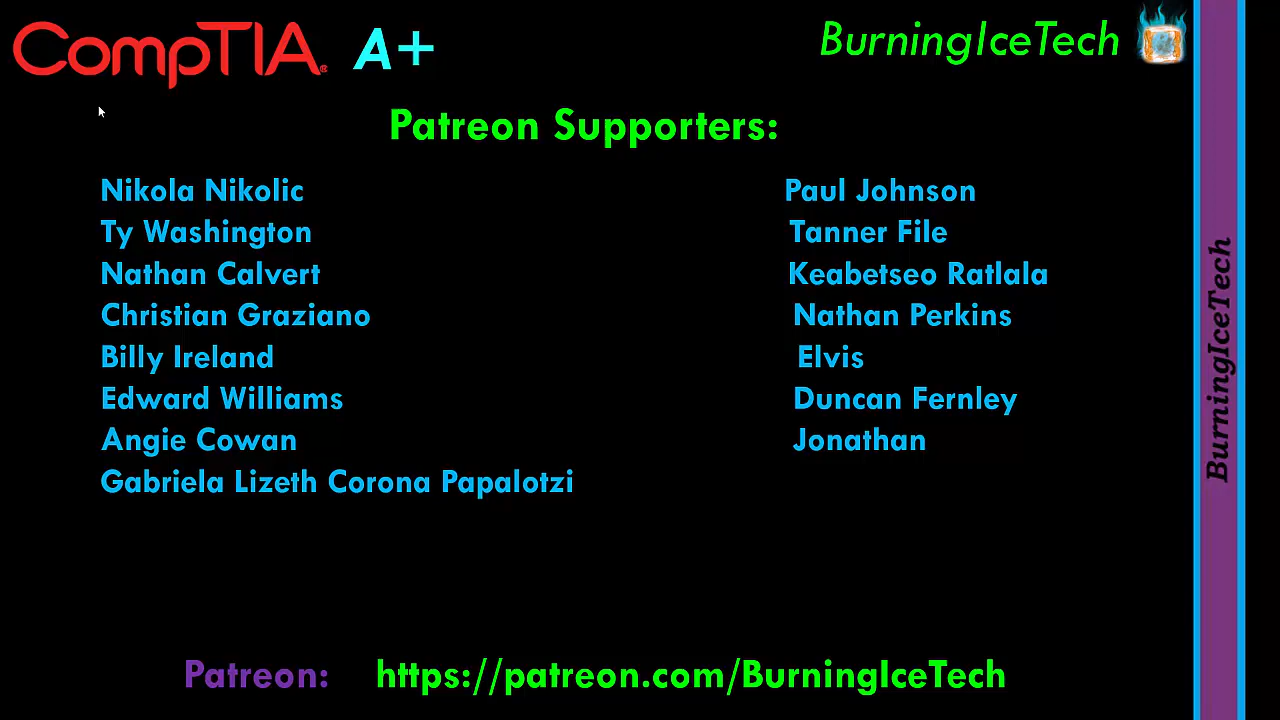 CompTIA® A+
BurningIceTech
Patreon Supporters:
Nikola Nikolic
Ty Washington
Nathan Calvert
Christian Graziano
Billy Ireland
Edward Williams
Angie Cowan
Gabriela Lizeth Corona Papalotzi
Paul Johnson
Tanner File
Keabetseo Ratlala
Nathan Perkins
Elvis
Duncan Fernley
Jonathan
Patreon: https://patreon.com/BurningIceTech
BurningIceTech